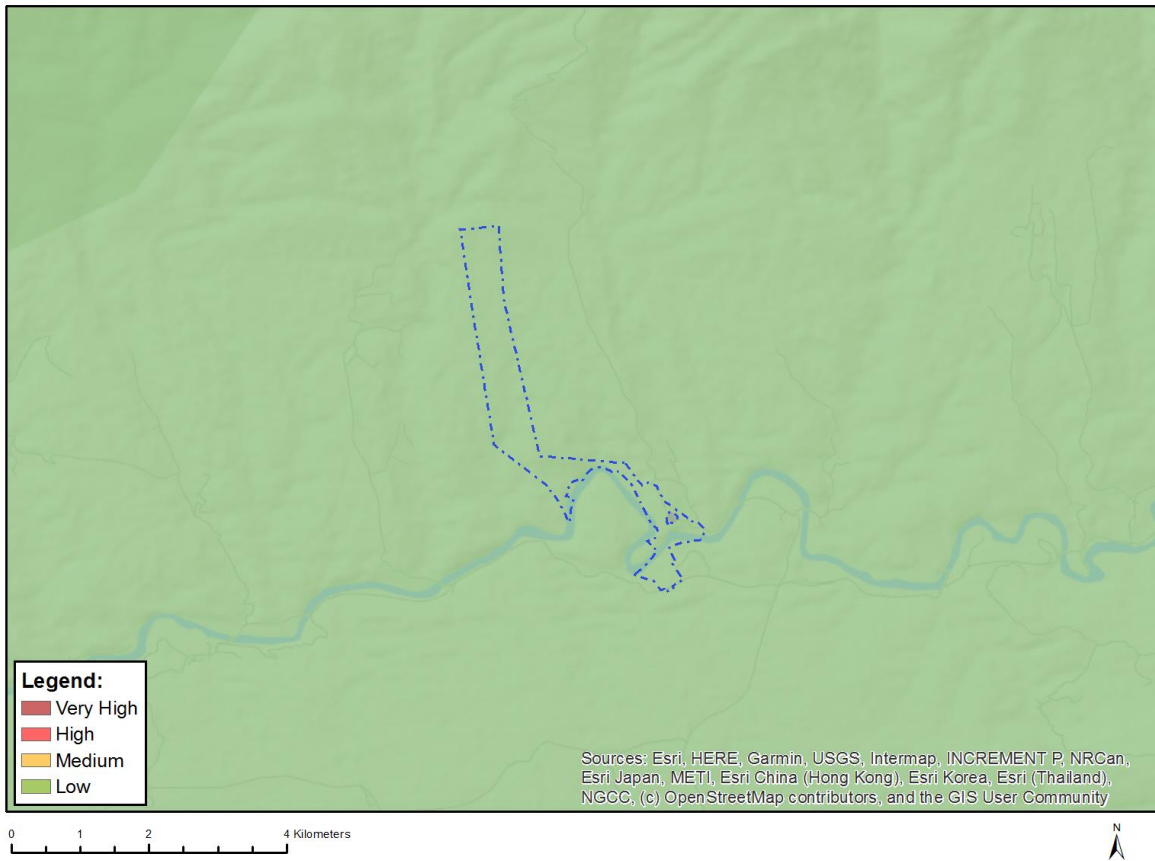 Legend:
Very High
High
Medium
Low
Sources: Esri, HERE, Garmin, USGS, Intermap, INCREMENT P, NRCan,
Esri Japan, METI, Esri China (Hong Kong), Esri Korea, Esri (Thailand),
NGCC, (c) OpenStreetMap contributors, and the GIS User Community
0 1 2 4 Kilometers
N